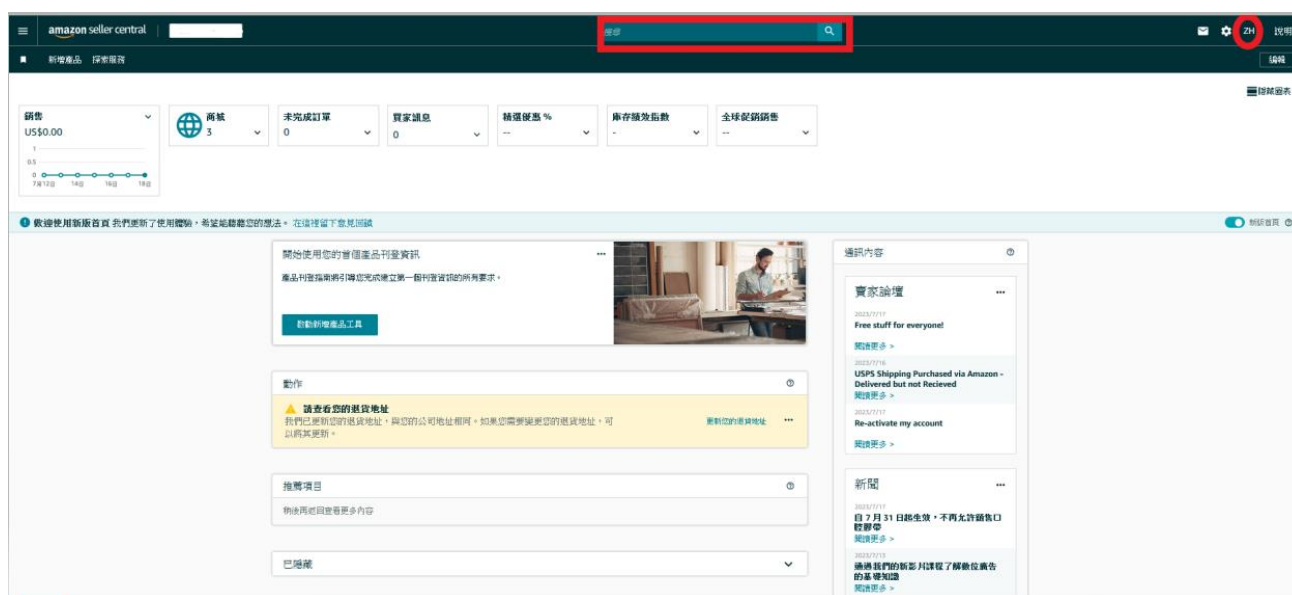 amazon seller central
搜尋
ZH
說明
新增產品 探索服務
編輯
隱藏圖表
銷售
US$0.00
1
0.5
0
7月12日 14日 16日 18日
商城
3
未完成訂單
0
買家訊息
0
精選優惠 %
--
庫存績效指數
-
全球促銷銷售
--
歡迎使用新版首頁 我們更新了使用體驗，希望能聽聽您的想法。 在這裡留下意見回饋
新版首頁
開始使用您的首個產品刊登資訊
產品刊登指南將引導您完成建立第一個刊登資訊的所有要求。
啟動新增產品工具
動作
請查看您的退貨地址
我們已更新您的退貨地址，與您的公司地址相同。如果您需要變更您的退貨地址，可
以將其更新。
更新您的退貨地址
推薦項目
稍後再返回查看更多內容
已隱藏
通訊內容
賣家論壇
2023/7/17
Free stuff for everyone!
閱讀更多 >
2023/7/16
USPS Shipping Purchased via Amazon -
Delivered but not Recieved
閱讀更多 >
2023/7/17
Re-activate my account
閱讀更多 >
新聞
2023/7/17
自 7 月 31 日起生效，不再允許銷售口
腔膠帶
閱讀更多 >
2023/7/13
通過我們的新影片課程了解數位廣告
的基礎知識
閱讀更多 >